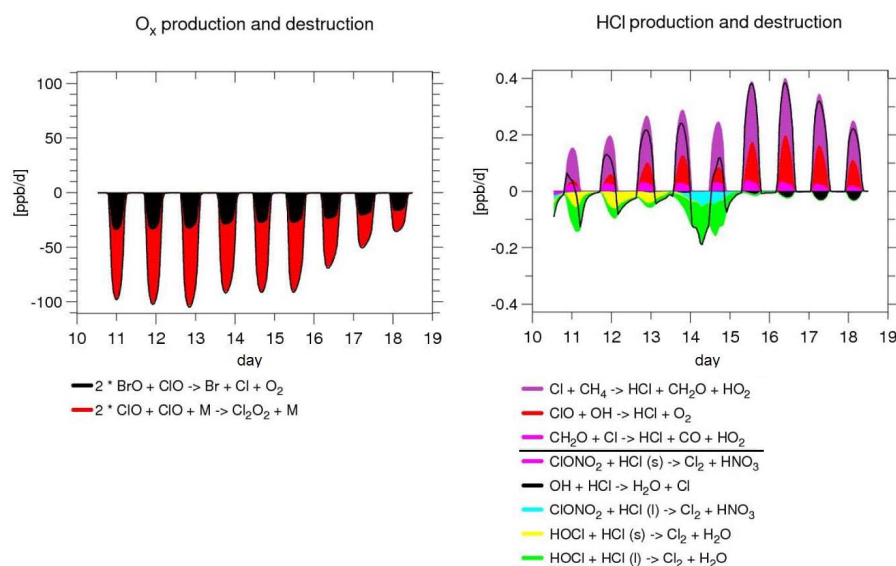 Oₓ production and destruction
[ppb/d]
100
50
0
-50
-100
10 11 12 13 14 15 16 17 18 19
day
2 * BrO + ClO -> Br + Cl + O₂
2 * ClO + ClO + M -> Cl₂O₂ + M
HCl production and destruction
[ppb/d]
0.4
0.2
0
-0.2
-0.4
10 11 12 13 14 15 16 17 18 19
day
Cl + CH₄ -> HCl + CH₂O + HO₂
ClO + OH -> HCl + O₂
CH₂O + Cl -> HCl + CO + HO₂
ClONO₂ + HCl (s) -> Cl₂ + HNO₃
OH + HCl -> H₂O + Cl
ClONO₂ + HCl (l) -> Cl₂ + HNO₃
HOCl + HCl (s) -> Cl₂ + H₂O
HOCl + HCl (l) -> Cl₂ + H₂O